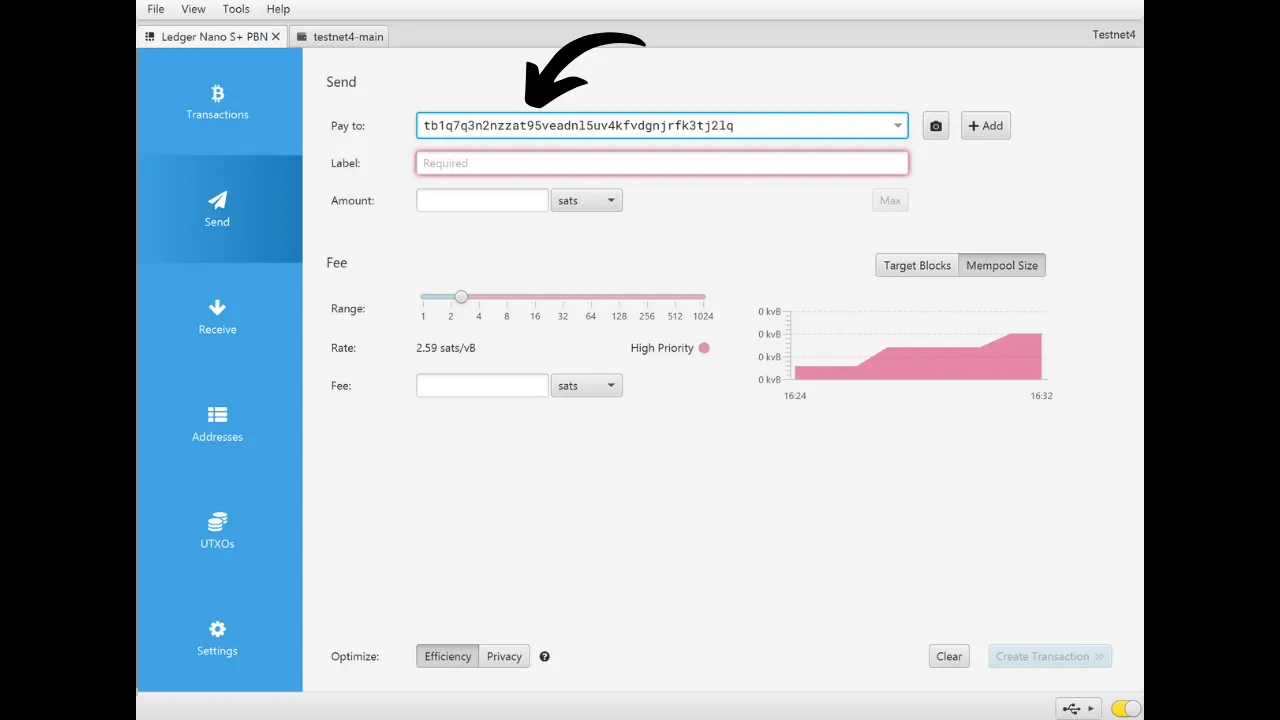 File View Tools Help
Ledger Nano S+ PBN testnet4-main Testnet4
Transactions
Send
Receive
Addresses
UTXOs
Settings
Send
Pay to: tb1q7q3n2nzzat95veadnl5uv4kfvdgnjrfk3tj2lq Add
Label: Required
Amount: sats Max
Fee
Target Blocks Mempool Size
Range:
1 2 4 8 16 32 64 128 256 512 1024
Rate: 2.59 sats/vB High Priority
Fee: sats
0 kvB
0 kvB
0 kvB
0 kvB
16:24 16:32
Optimize: Efficiency Privacy ? Clear Create Transaction »